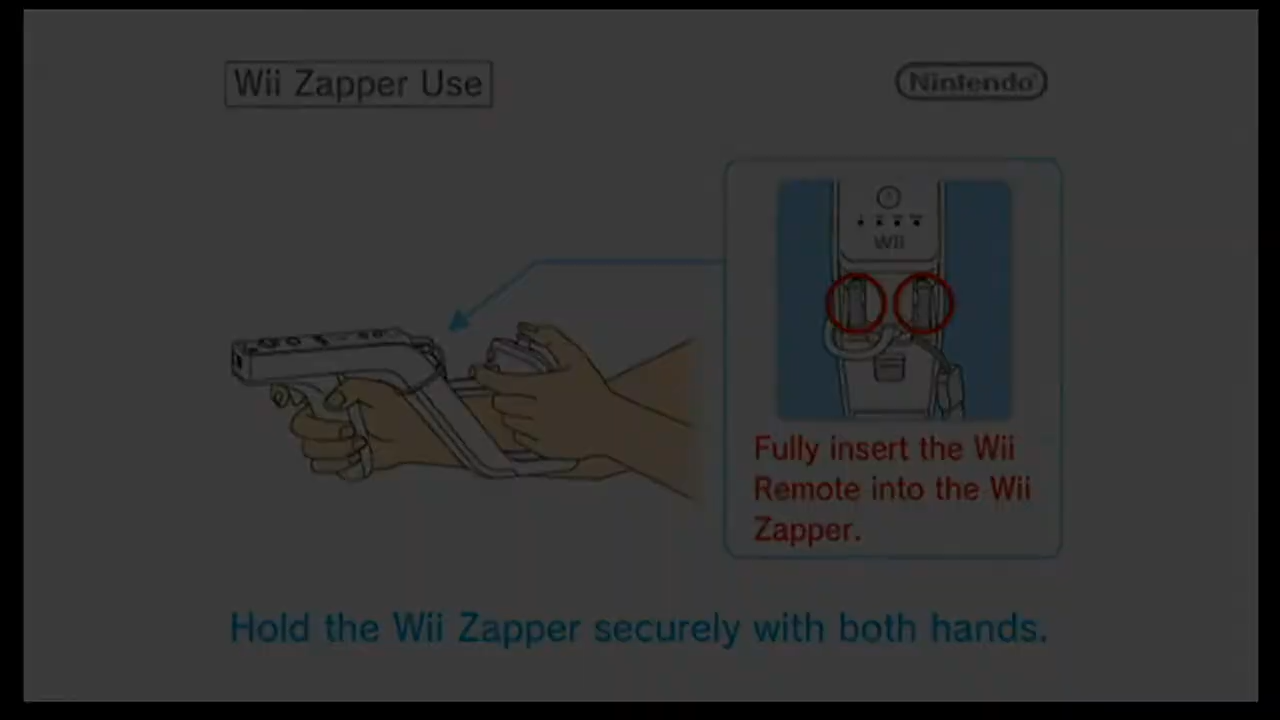 Wii Zapper Use
Nintendo
Wii
Fully insert the Wii
Remote into the Wii
Zapper.
Hold the Wii Zapper securely with both hands.